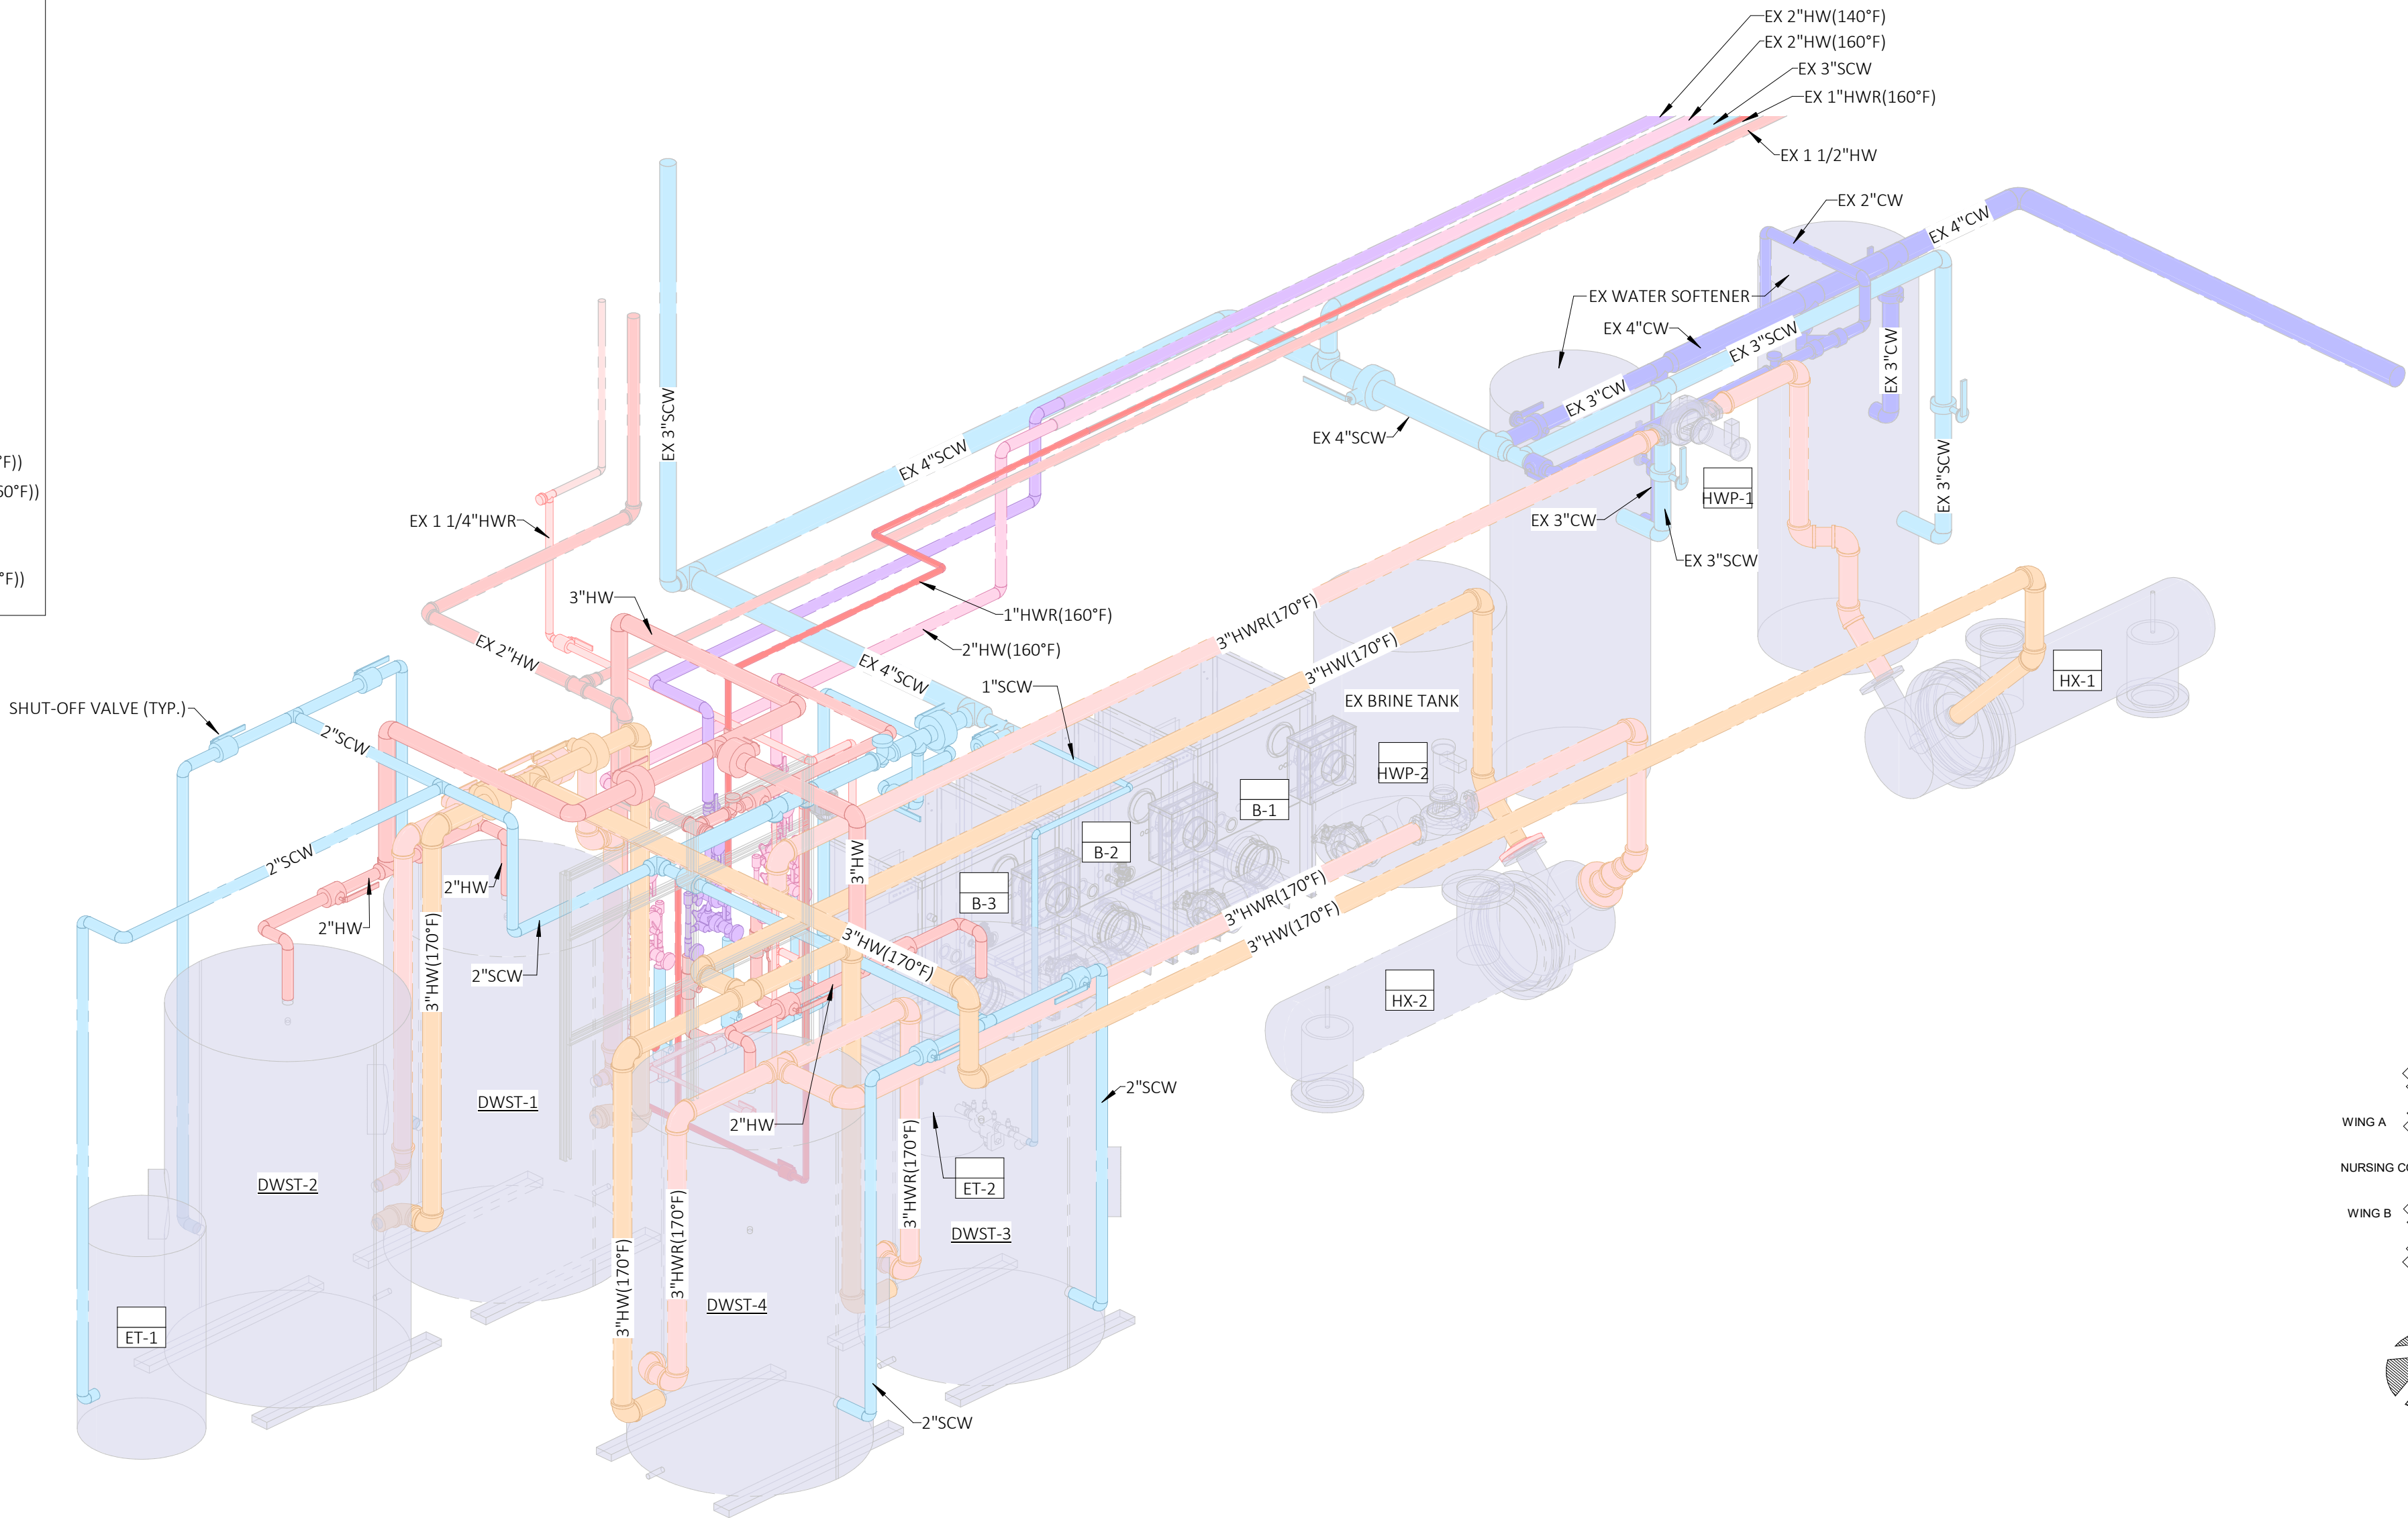 EX 2"HW(140°F)
EX 2"HW(160°F)
EX 3"SCW
EX 1"HWR(160°F)
EX 1 1/2"HW
EX 2"CW
EX 4"CW
EX WATER SOFTENER
EX 4"CW
EX 3"SCW
EX 3"CW
EX 3"CW
EX 3"SCW
EX 4"SCW
EX 4"SCW
°F))
60°F))
°F))
HWP-1
EX 3"SCW
EX 1 1/4"HWR
EX 3"CW
EX 3"SCW
3"HW
1"HWR(160°F)
3"HWR(170°F)
EX 2"HW
2"HW(160°F)
3"HW(170°F)
EX 4"SCW
HX-1
1"SCW
EX BRINE TANK
SHUT-OFF VALVE (TYP.)
2"SCW
HWP-2
B-1
2"SCW
3"HW
B-2
2"HW
B-3
3"HWR(170°F)
2"HW
3"HW(170°F)
3"HW(170°F)
3"HW(170°F)
2"SCW
HX-2
DWST-1
2"SCW
2"HW
WING A
3"HWR(170°F)
NURSING CO
DWST-2
ET-2
WING B
DWST-3
3"HWR(170°F)
3"HW(170°F)
DWST-4
ET-1
2"SCW